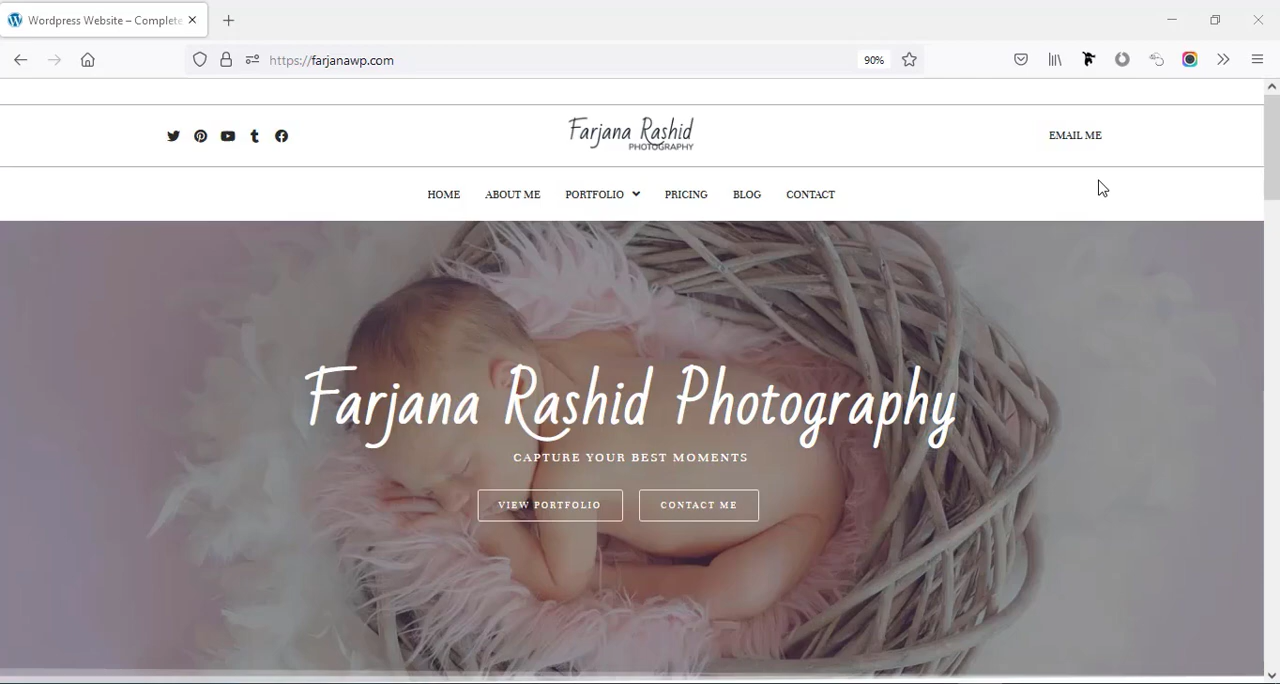 Wordpress Website – Complete
https://farjanawp.com
90%
Farjana Rashid
PHOTOGRAPHY
EMAIL ME
HOME ABOUT ME PORTFOLIO PRICING BLOG CONTACT
Farjana Rashid Photography
CAPTURE YOUR BEST MOMENTS
VIEW PORTFOLIO CONTACT ME